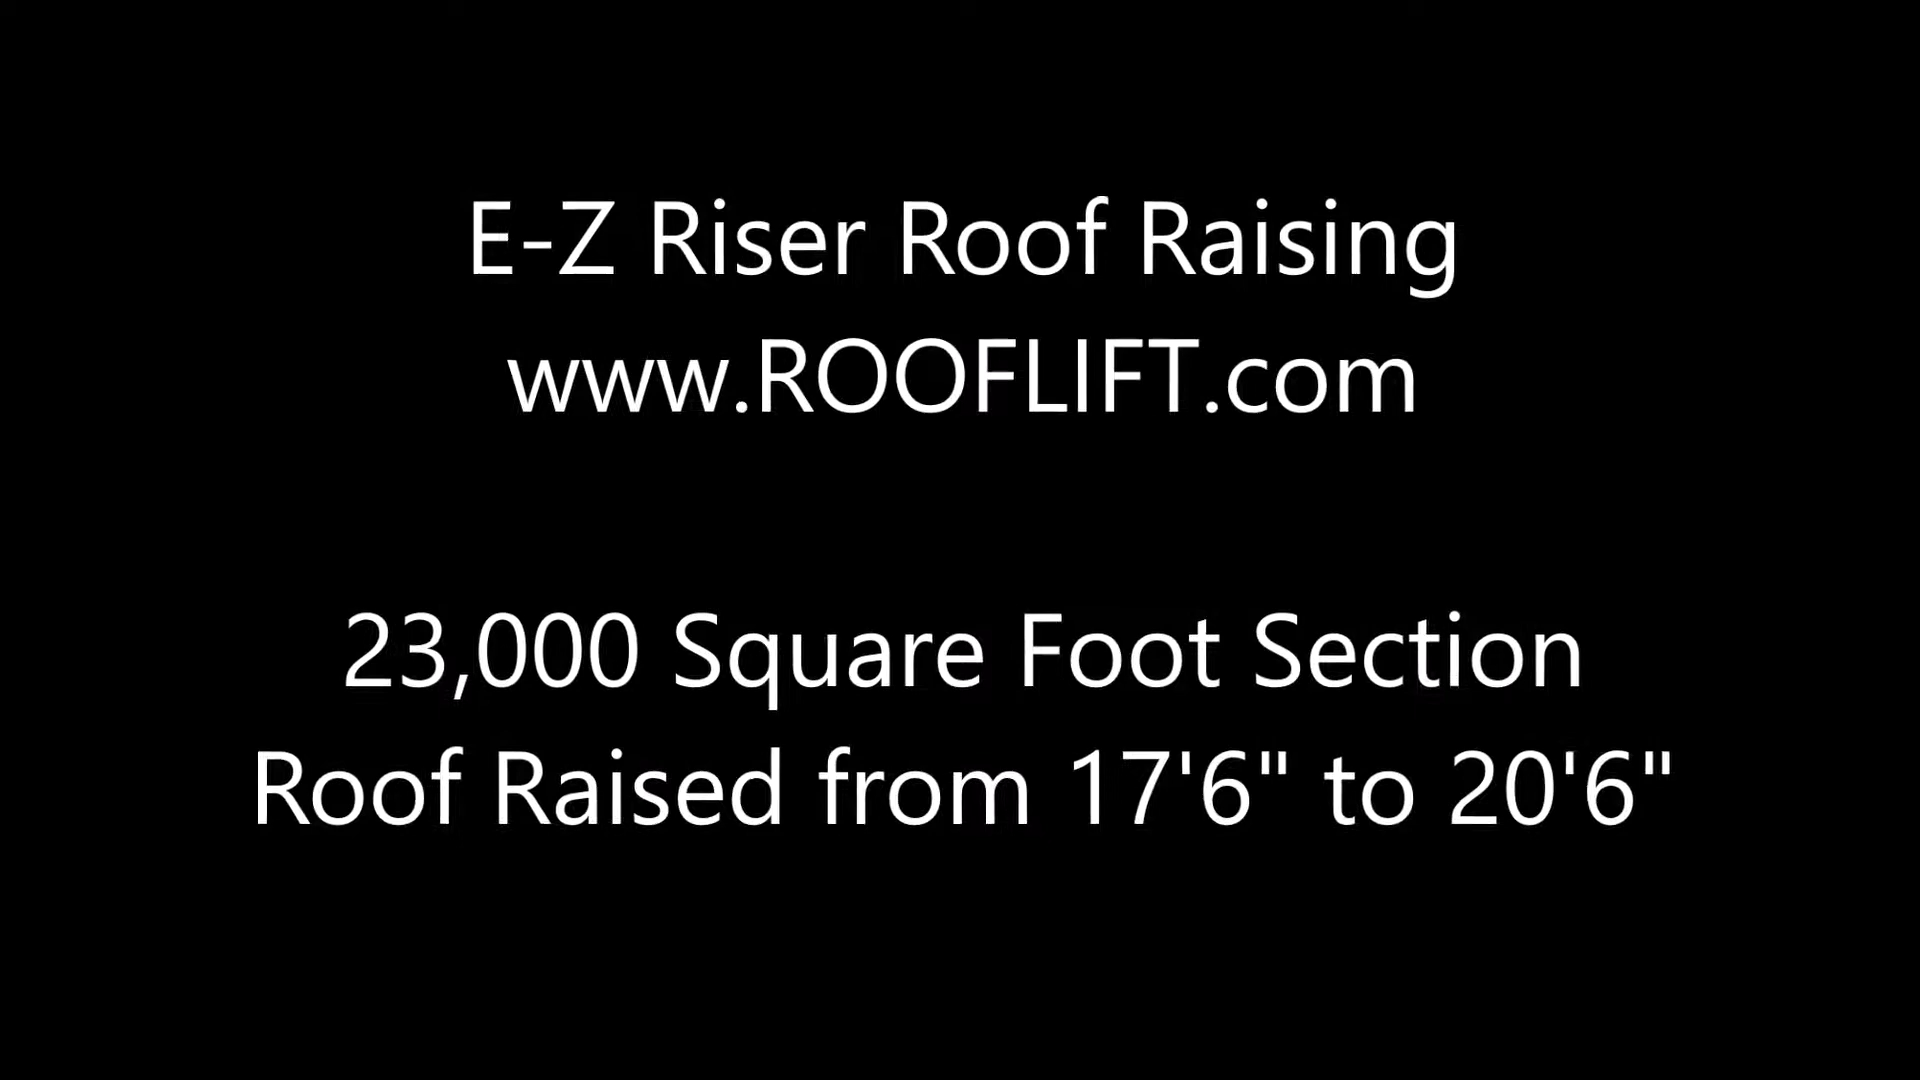 E-Z Riser Roof Raising
www.ROOFLIFT.com
23,000 Square Foot Section
Roof Raised from 17'6" to 20'6"